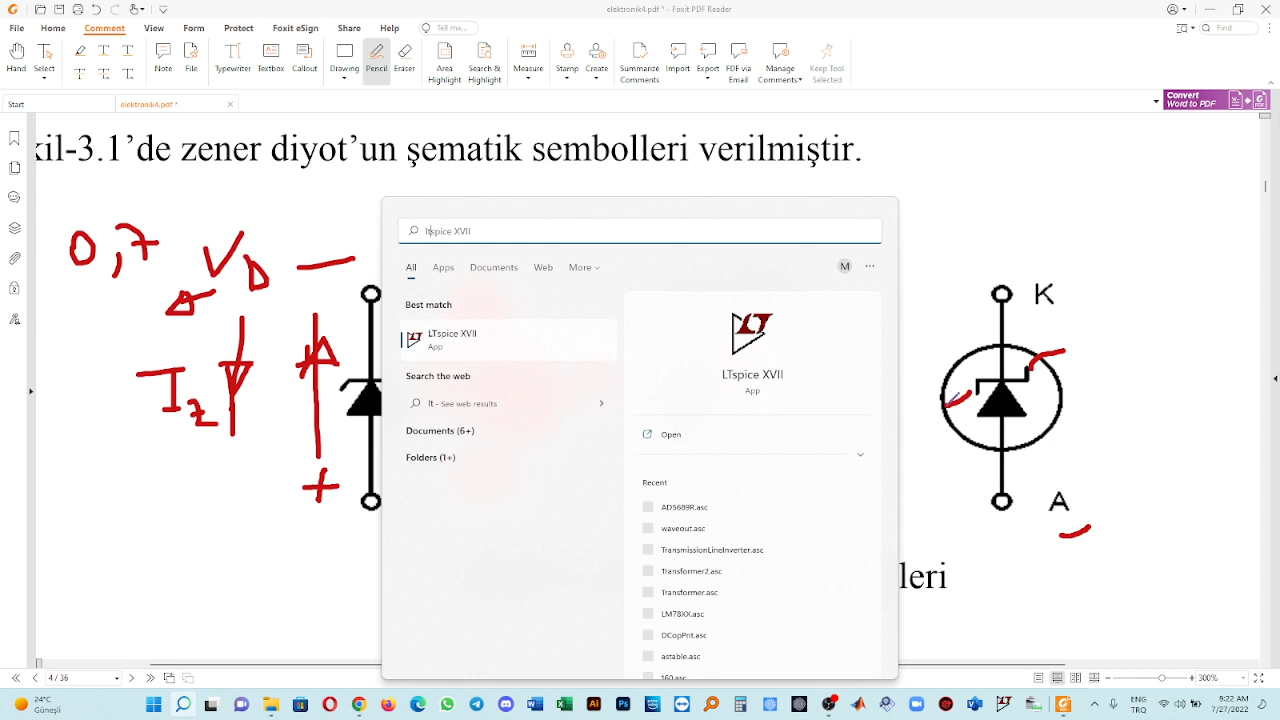 elektronik4.pdf * - Foxit PDF Reader
File Home Comment View Form Protect Foxit eSign Share Help Tell me... Find
Hand Select Note File Typewriter Textbox Callout Drawing Pencil Eraser Area Highlight Search & Highlight Measure Stamp Create Summarize Comments Import Export FDF via Email Manage Comments Keep Tool Selected
Start elektronik4.pdf * Convert Word to PDF
kil-3.1'de zener diyot'un şematik sembolleri verilmiştir.
0,7 VD −
Iz
+
ltspice XVII
All Apps Documents Web More M
Best match
LTspice XVII
App
Search the web
lt - See web results
Documents (6+)
Folders (1+)
LTspice XVII
App
Open
Recent
AD5689R.asc
waveout.asc
TransmissionLineInverter.asc
Transformer2.asc
Transformer.asc
LM78XX.asc
DCopPnt.asc
astable.asc
160.asc
K
A
leri
4 / 36 300%
24°C
Güneşli
ENG
TRQ
9:22 AM
7/27/2022